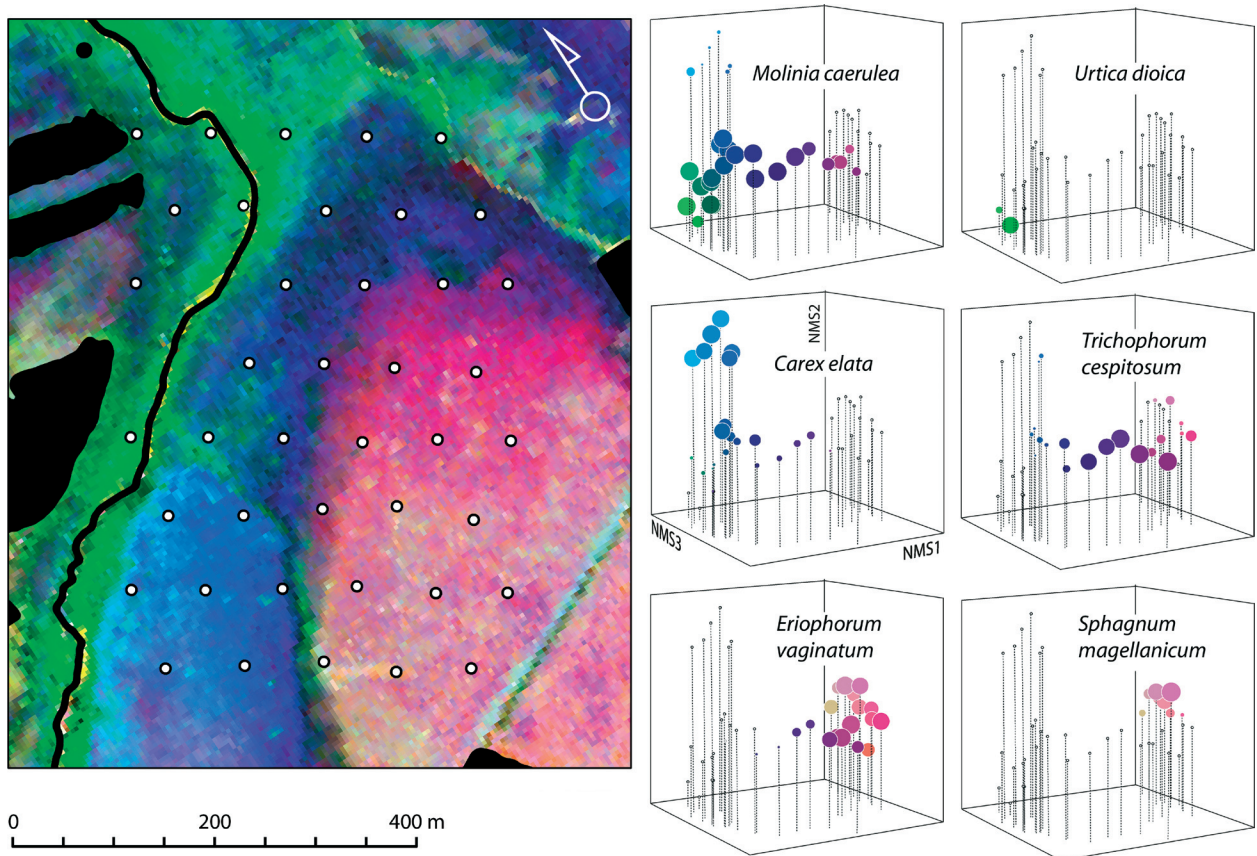 Molinia caerulea
Urtica dioica
NMS2
Carex elata
NMS3
NMS1
Trichophorum
cespitosum
Eriophorum
vaginatum
Sphagnum
magellanicum
0 200 400 m